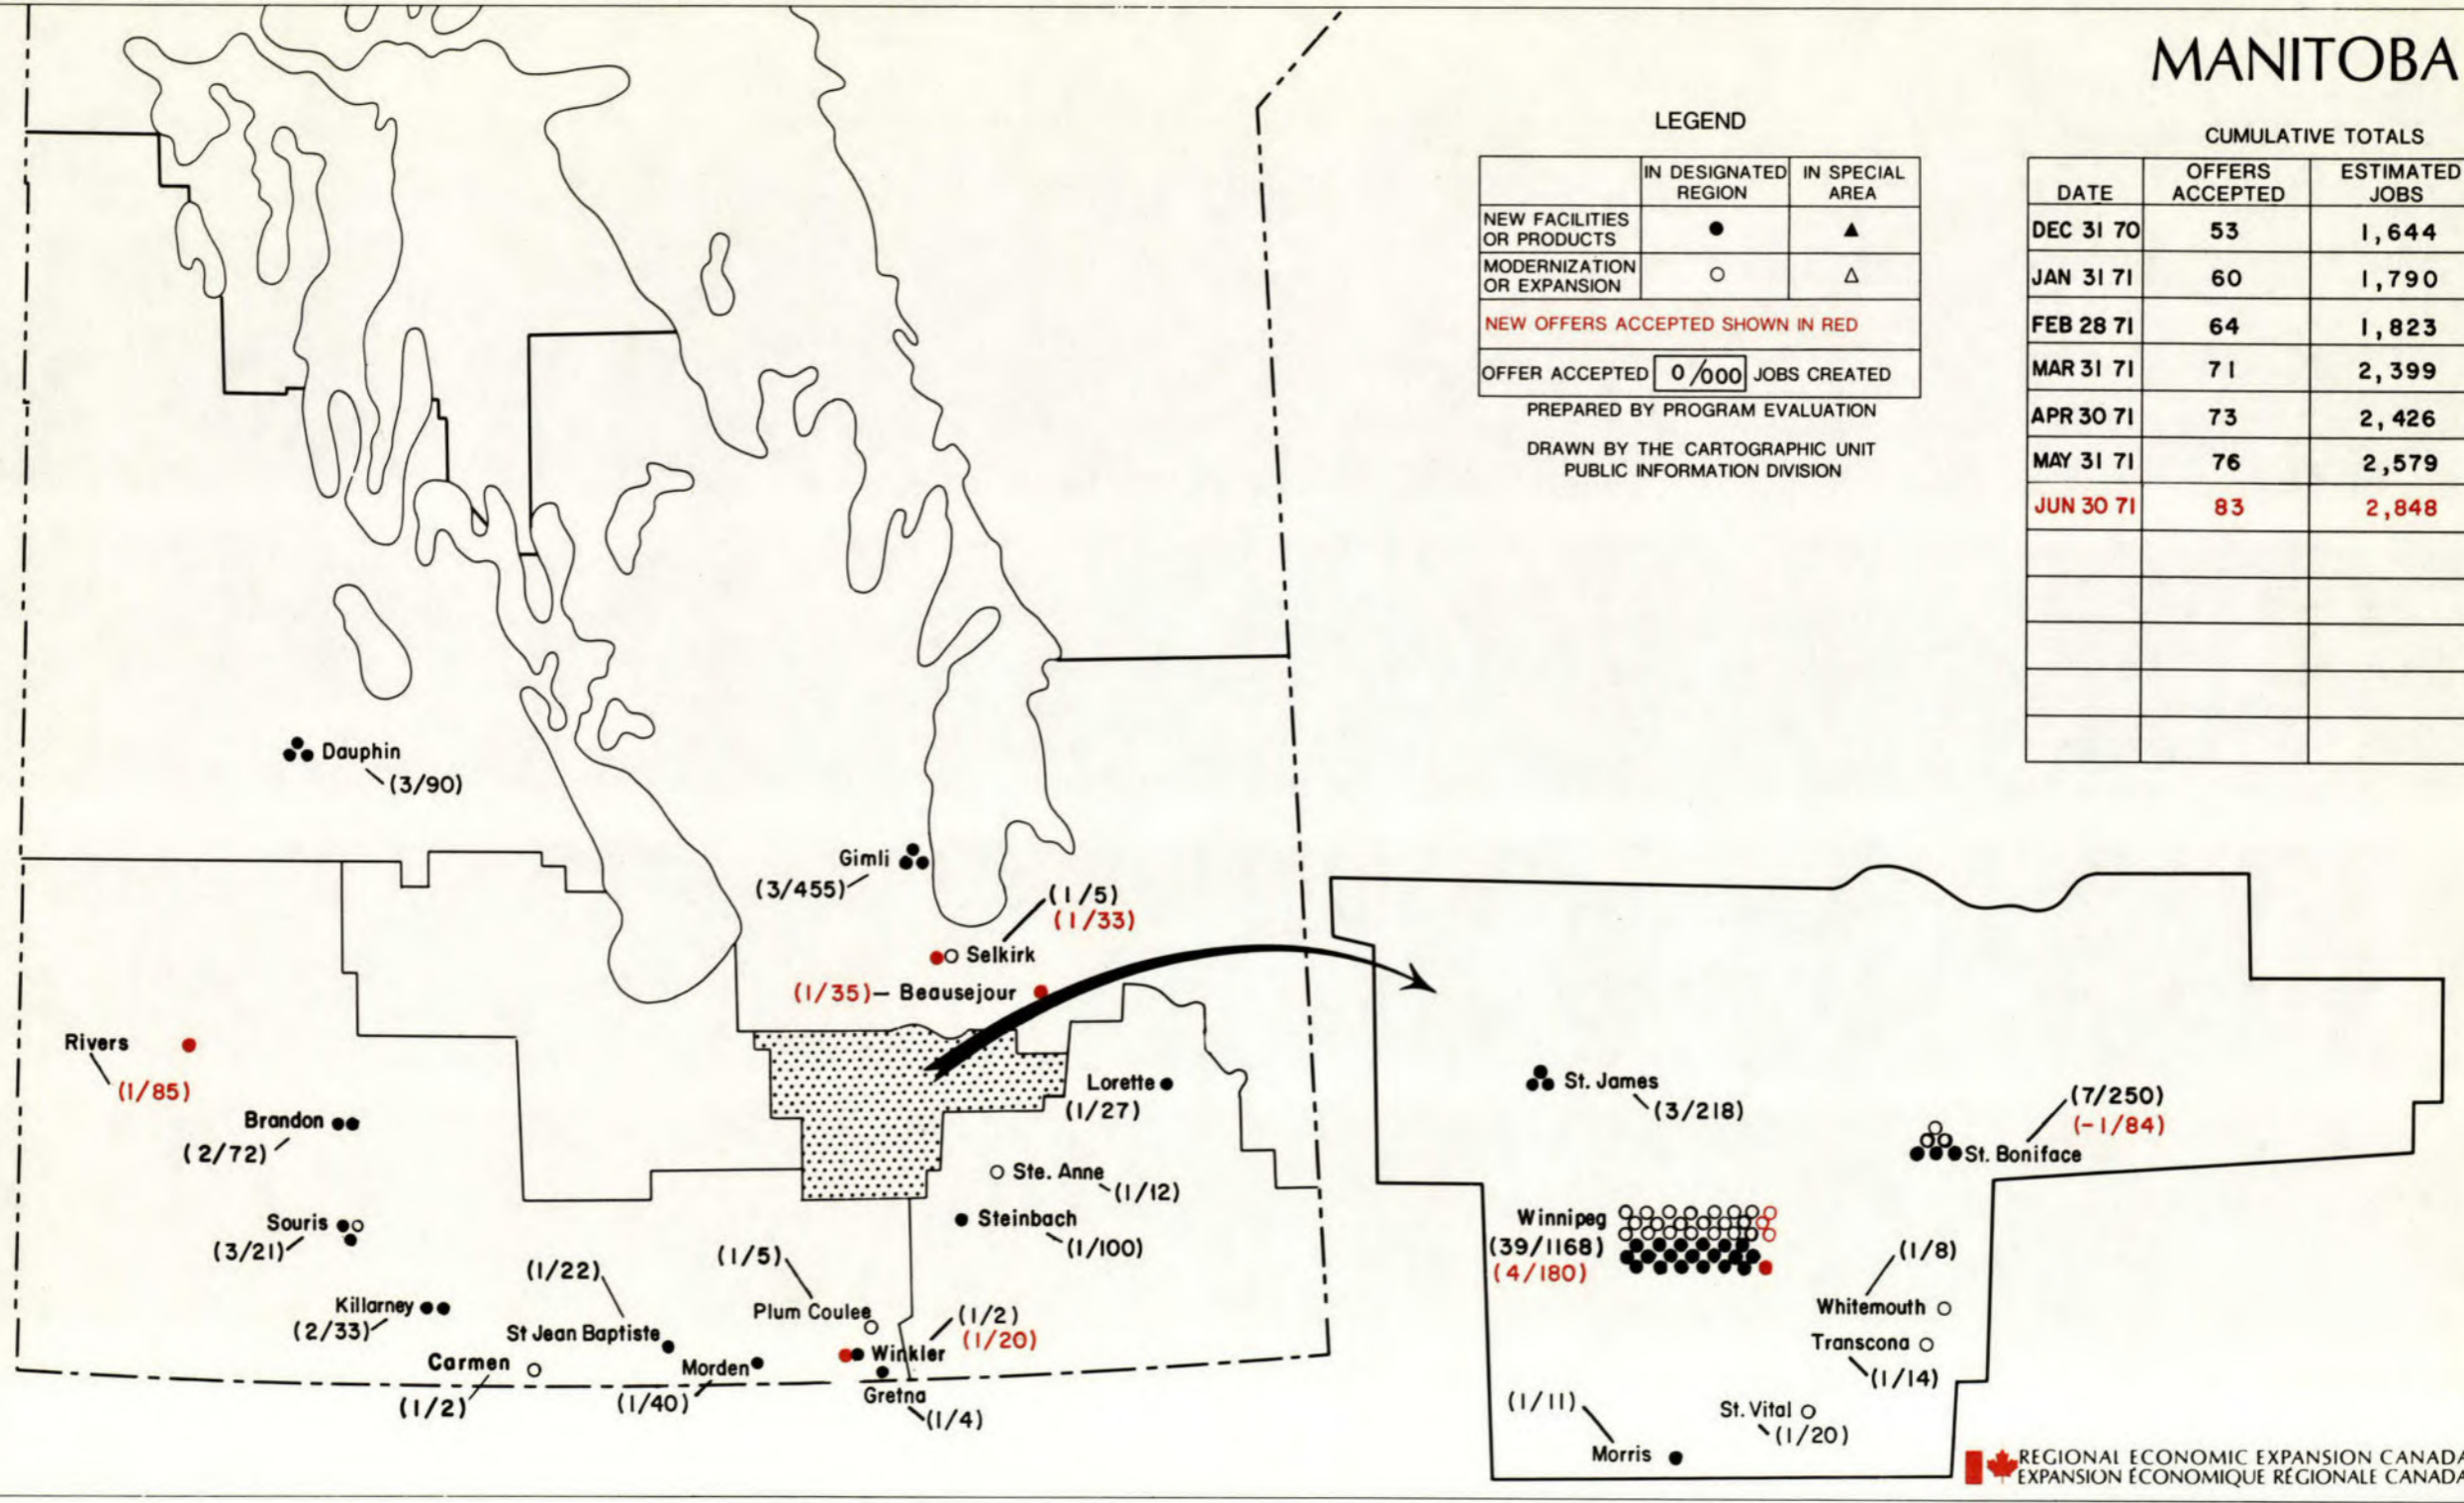 MANITOBA
LEGEND
IN DESIGNATED REGION
IN SPECIAL AREA
NEW FACILITIES
OR PRODUCTS
MODERNIZATION
OR EXPANSION
NEW OFFERS ACCEPTED SHOWN IN RED
OFFER ACCEPTED 0/000 JOBS CREATED
PREPARED BY PROGRAM EVALUATION
DRAWN BY THE CARTOGRAPHIC UNIT
PUBLIC INFORMATION DIVISION
CUMULATIVE TOTALS
DATE OFFERS ACCEPTED ESTIMATED JOBS
DEC 31 70 53 1,644
JAN 31 71 60 1,790
FEB 28 71 64 1,823
MAR 31 71 71 2,399
APR 30 71 73 2,426
MAY 31 71 76 2,579
JUN 30 71 83 2,848
Dauphin
(3/90)
Gimli
(3/455)
(1/5)
(1/33)
Selkirk
(1/35) – Beausejour
Rivers
(1/85)
Brandon
(2/72)
Lorette
(1/27)
Ste. Anne
(1/12)
Souris
(3/21)
Steinbach
(1/100)
(1/22)
(1/5)
Killarney
(2/33)
St Jean Baptiste
Plum Coulee
(1/2)
(1/20)
Winkler
Carmen
(1/2)
Morden
(1/40)
Gretna
(1/4)
St. James
(3/218)
(7/250)
(-1/84)
St. Boniface
Winnipeg
(39/1168)
(4/180)
(1/8)
Whitemouth
Transcona
(1/14)
(1/11)
St. Vital
(1/20)
Morris
REGIONAL ECONOMIC EXPANSION CANADA
EXPANSION ÉCONOMIQUE RÉGIONALE CANADA